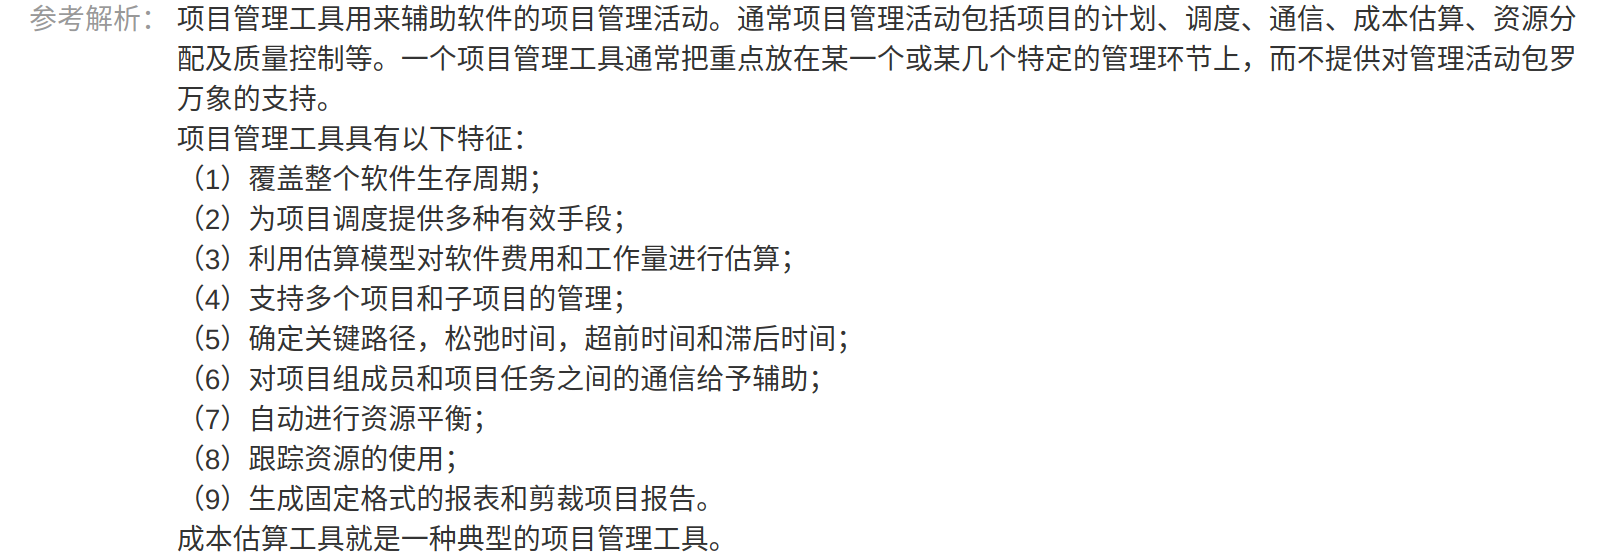 参考解析： 项目管理工具用来辅助软件的项目管理活动。通常项目管理活动包括项目的计划、调度、通信、成本估算、资源分
配及质量控制等。一个项目管理工具通常把重点放在某一个或某几个特定的管理环节上，而不提供对管理活动包罗
万象的支持。
项目管理工具具有以下特征：
（1）覆盖整个软件生存周期；
（2）为项目调度提供多种有效手段；
（3）利用估算模型对软件费用和工作量进行估算；
（4）支持多个项目和子项目的管理；
（5）确定关键路径，松弛时间，超前时间和滞后时间；
（6）对项目组成员和项目任务之间的通信给予辅助；
（7）自动进行资源平衡；
（8）跟踪资源的使用；
（9）生成固定格式的报表和剪裁项目报告。
成本估算工具就是一种典型的项目管理工具。